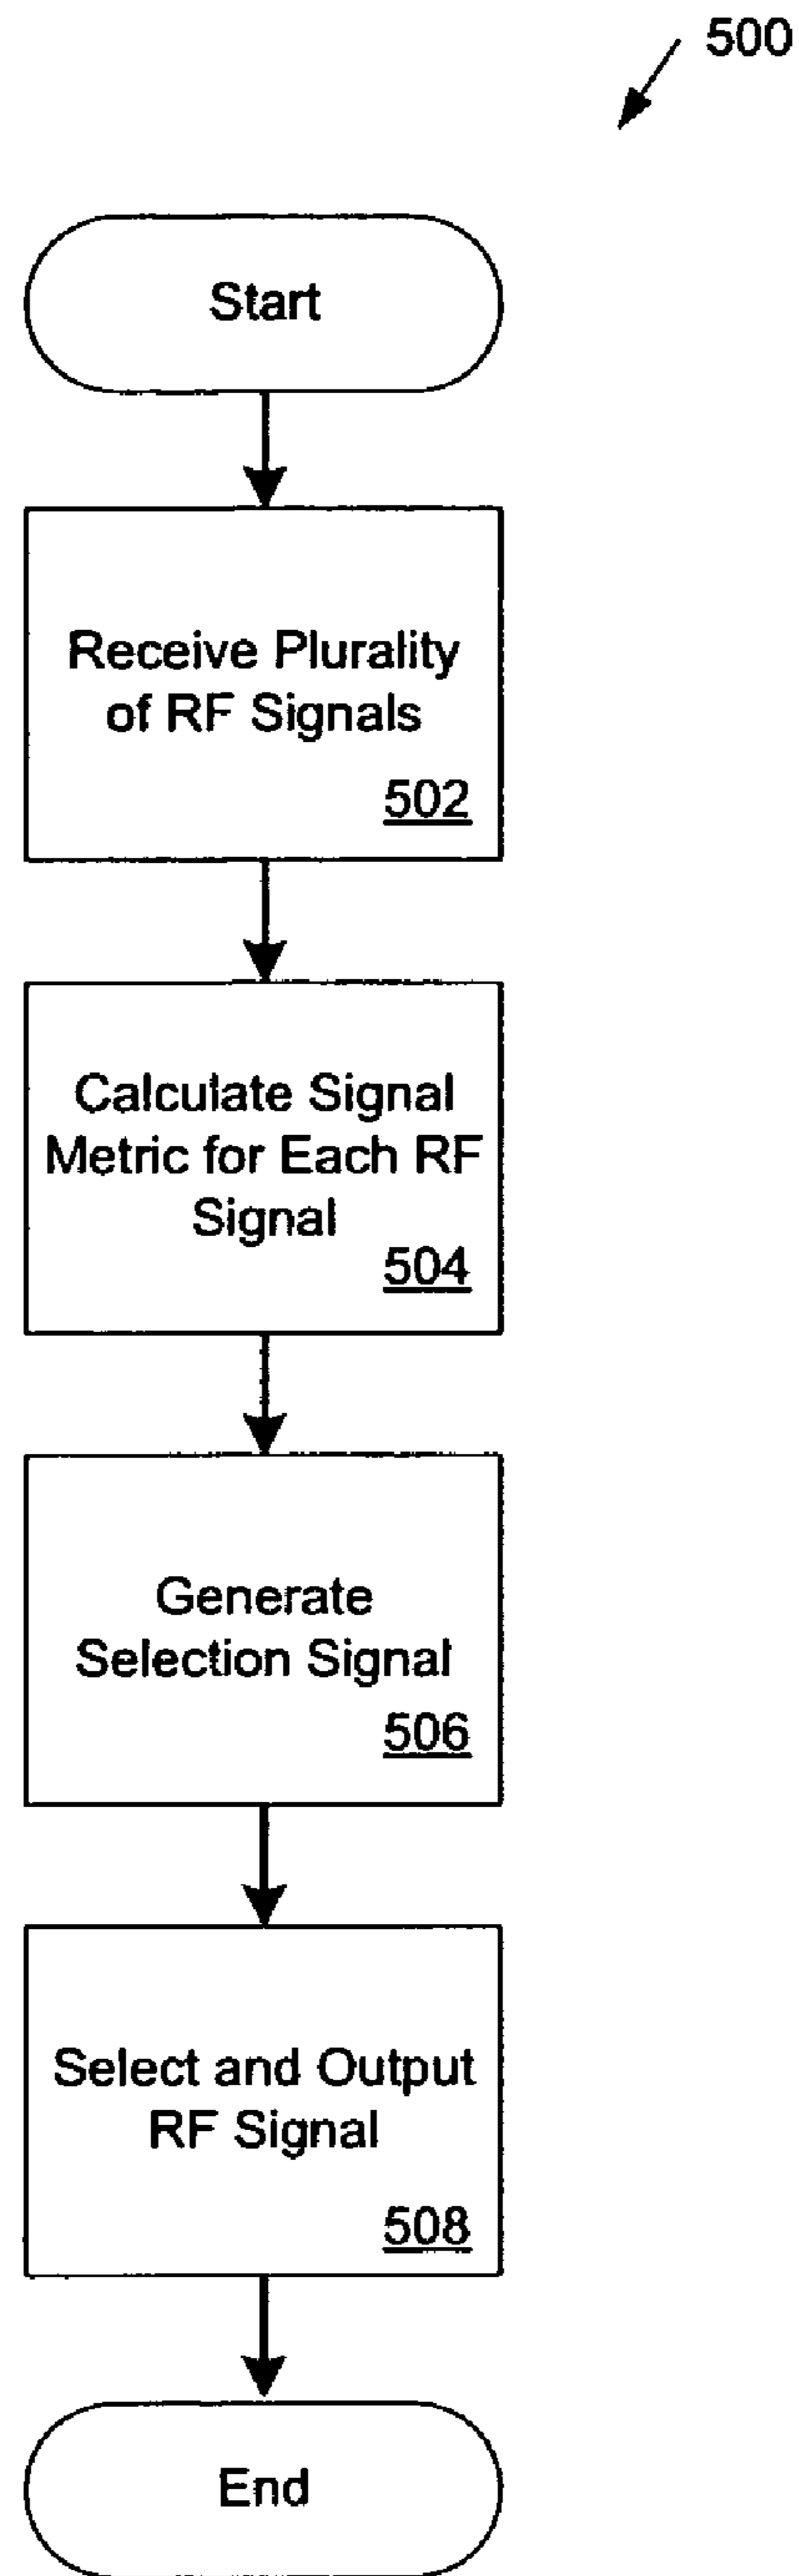 500
Start
Receive Plurality
of RF Signals
502
Calculate Signal
Metric for Each RF
Signal
504
Generate
Selection Signal
506
Select and Output
RF Signal
508
End